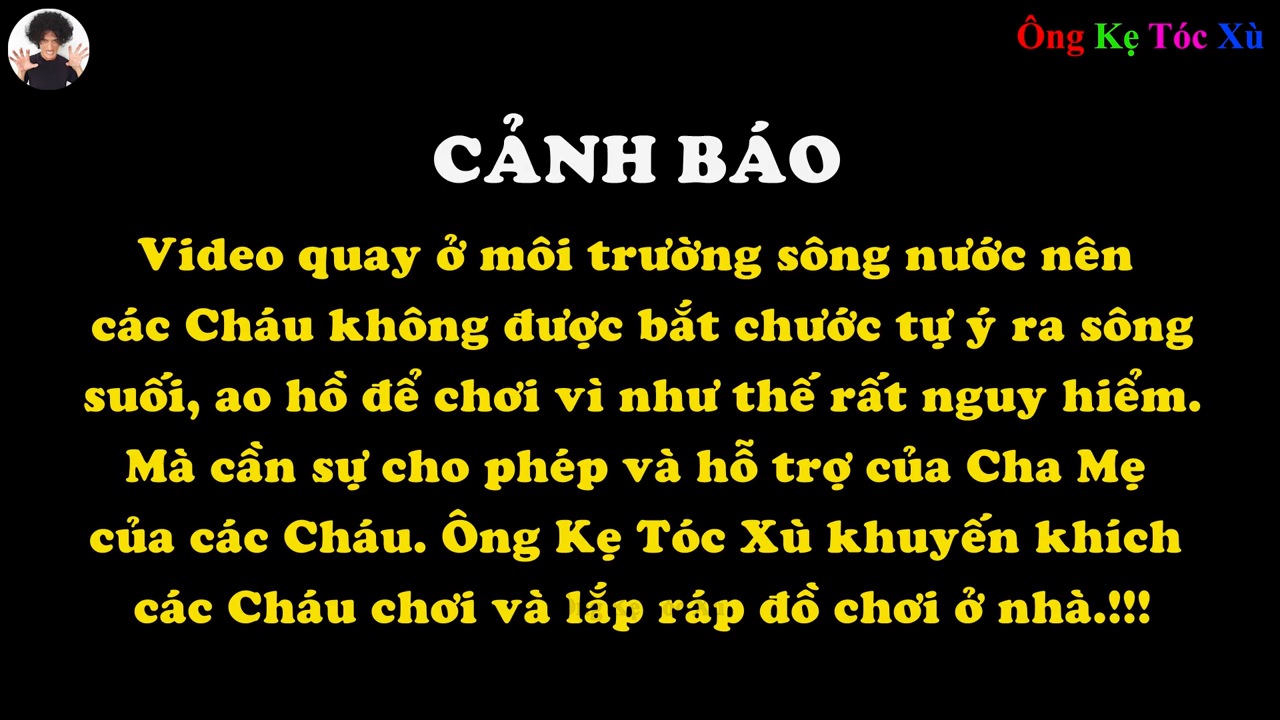 Ông Kẹ Tóc Xù
CẢNH BÁO
Video quay ở môi trường sông nước nên
các Cháu không được bắt chước tự ý ra sông
suối, ao hồ để chơi vì như thế rất nguy hiểm.
Mà cần sự cho phép và hỗ trợ của Cha Mẹ
của các Cháu. Ông Kẹ Tóc Xù khuyến khích
các Cháu chơi và lắp ráp đồ chơi ở nhà.!!!